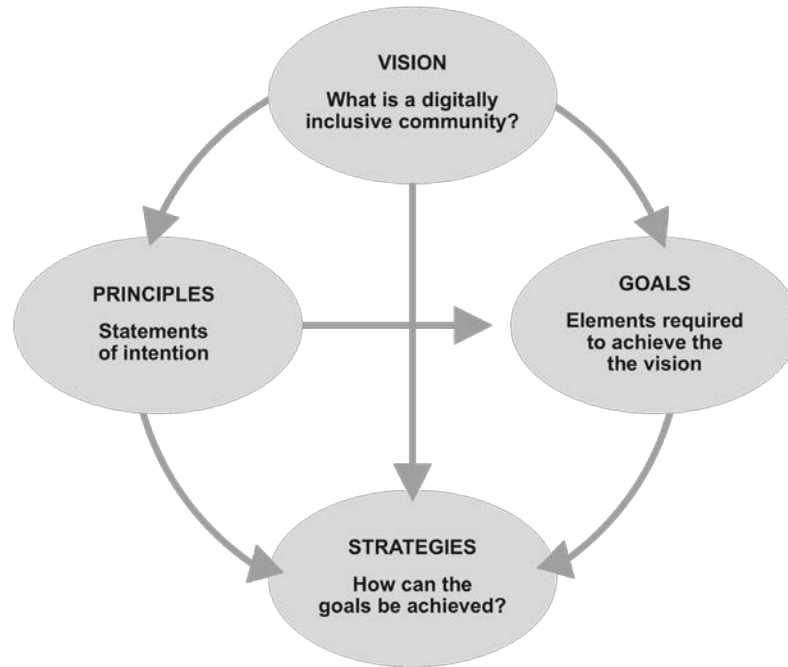 VISION
What is a digitally
inclusive community?
PRINCIPLES
Statements
of intention
GOALS
Elements required
to achieve the
the vision
STRATEGIES
How can the
goals be achieved?